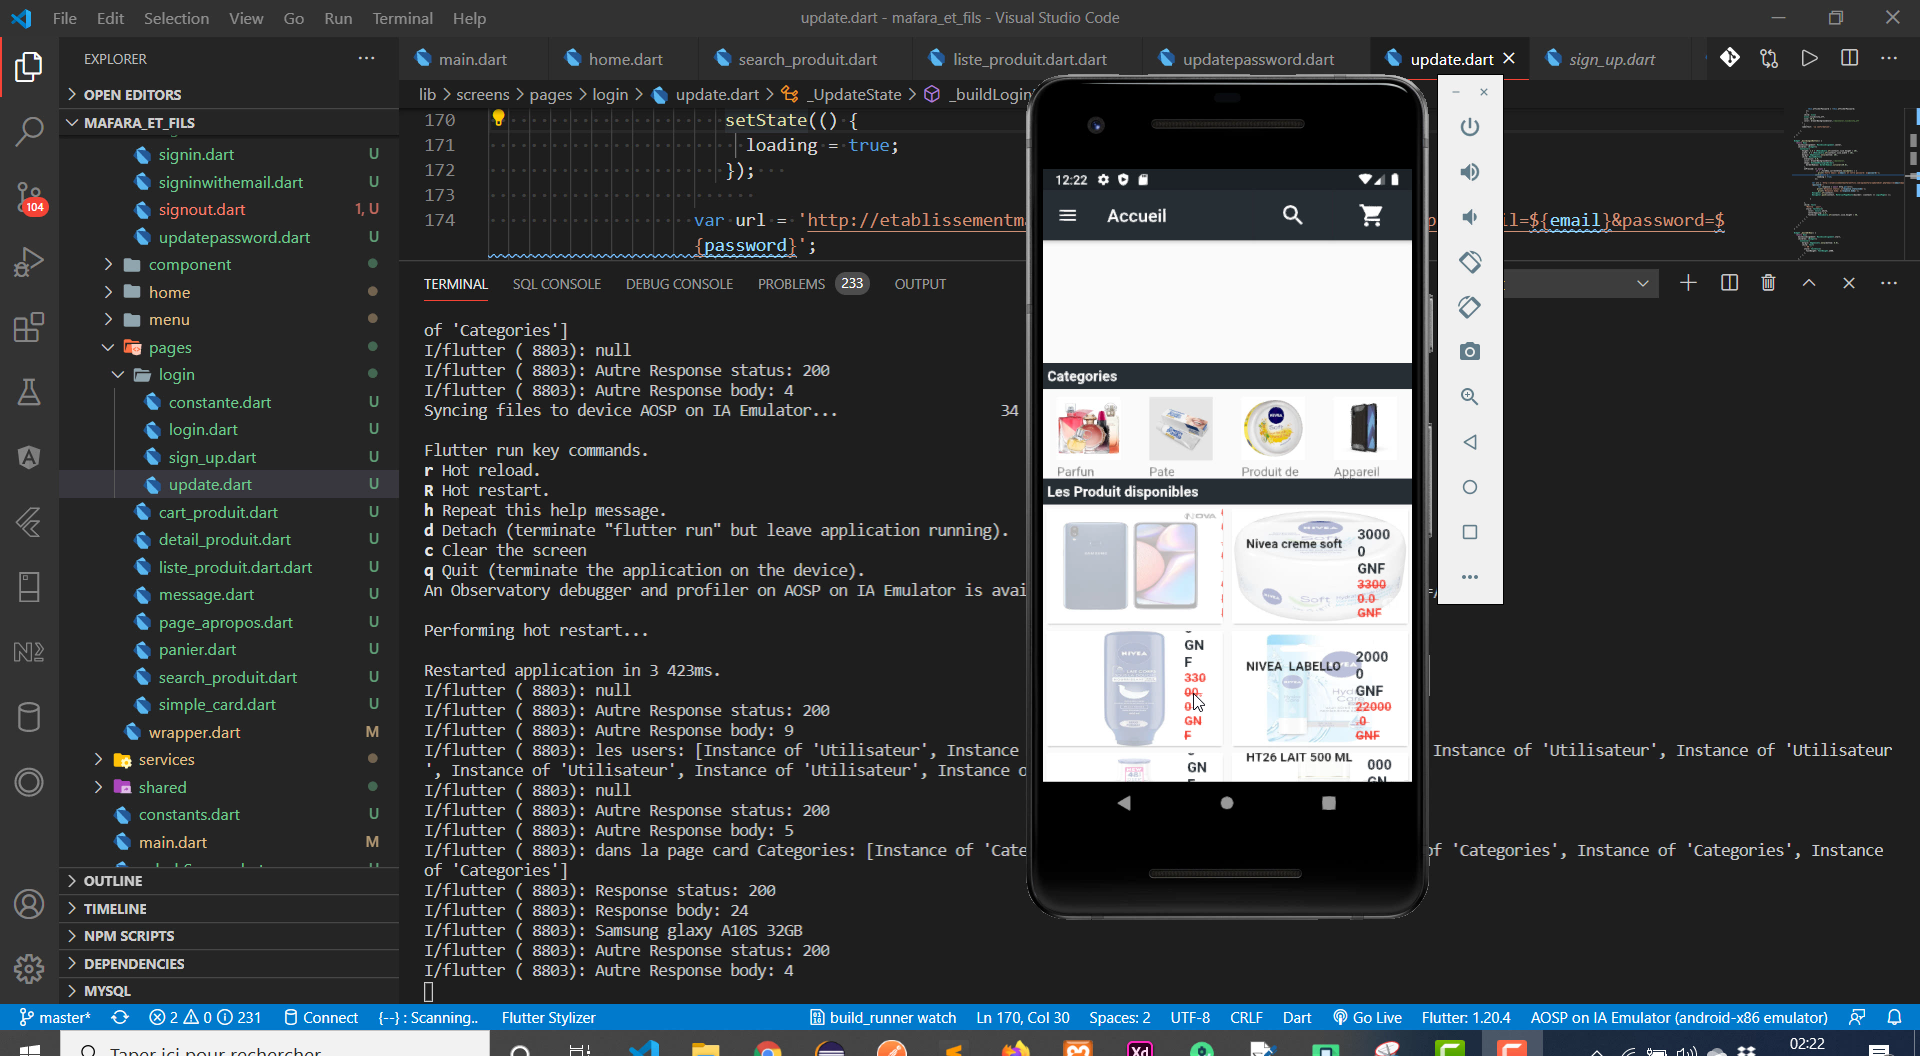 File Edit Selection View Go Run Terminal Help
update.dart - mafara_et_fils - Visual Studio Code
EXPLORER
OPEN EDITORS
MAFARA_ET_FILS
signin.dart U
signinwithemail.dart U
signout.dart 1, U
updatepassword.dart U
component
home
menu
pages
login
constante.dart U
login.dart U
sign_up.dart U
update.dart U
cart_produit.dart U
detail_produit.dart U
liste_produit.dart.dart U
message.dart U
page_apropos.dart U
panier.dart U
search_produit.dart U
simple_card.dart U
wrapper.dart M
services
shared
constants.dart U
main.dart M
OUTLINE
TIMELINE
NPM SCRIPTS
DEPENDENCIES
MYSQL
104
main.dart home.dart search_produit.dart liste_produit.dart.dart updatepassword.dart update.dart sign_up.dart
lib > screens > pages > login > update.dart > _UpdateState > _buildLogin
170 setState(() {
171 loading = true;
172 });
173
174 var url = 'http://etablissementma il=${email}&password=$
{password}';
TERMINAL SQL CONSOLE DEBUG CONSOLE PROBLEMS 233 OUTPUT
of 'Categories']
I/flutter ( 8803): null
I/flutter ( 8803): Autre Response status: 200
I/flutter ( 8803): Autre Response body: 4
Syncing files to device AOSP on IA Emulator... 34
Flutter run key commands.
r Hot reload.
R Hot restart.
h Repeat this help message.
d Detach (terminate "flutter run" but leave application running).
c Clear the screen
q Quit (terminate the application on the device).
An Observatory debugger and profiler on AOSP on IA Emulator is avai
Performing hot restart...
Restarted application in 3 423ms.
I/flutter ( 8803): null
I/flutter ( 8803): Autre Response status: 200
I/flutter ( 8803): Autre Response body: 9
I/flutter ( 8803): les users: [Instance of 'Utilisateur', Instance Instance of 'Utilisateur', Instance of 'Utilisateur
', Instance of 'Utilisateur', Instance of 'Utilisateur', Instance o
I/flutter ( 8803): null
I/flutter ( 8803): Autre Response status: 200
I/flutter ( 8803): Autre Response body: 5
I/flutter ( 8803): dans la page card Categories: [Instance of 'Cate of 'Categories', Instance of 'Categories', Instance
of 'Categories']
I/flutter ( 8803): Response status: 200
I/flutter ( 8803): Response body: 24
I/flutter ( 8803): Samsung glaxy A10S 32GB
I/flutter ( 8803): Autre Response status: 200
I/flutter ( 8803): Autre Response body: 4
12:22
Accueil
Categories
Parfun Pate Produit de Appareil
Les Produit disponibles
Nivea creme soft
3000
0
GNF
3300
0.0
GNF
GN
F
330
00.
0
GN
F
NIVEA LABELLO
2000
0
GNF
22000
.0
GNF
GN
HT26 LAIT 500 ML
000
GN
master* 2 0 231 Connect {--} : Scanning.. Flutter Stylizer build_runner watch Ln 170, Col 30 Spaces: 2 UTF-8 CRLF Dart Go Live Flutter: 1.20.4 AOSP on IA Emulator (android-x86 emulator)
Taper ici pour rechercher
Xd
02:22